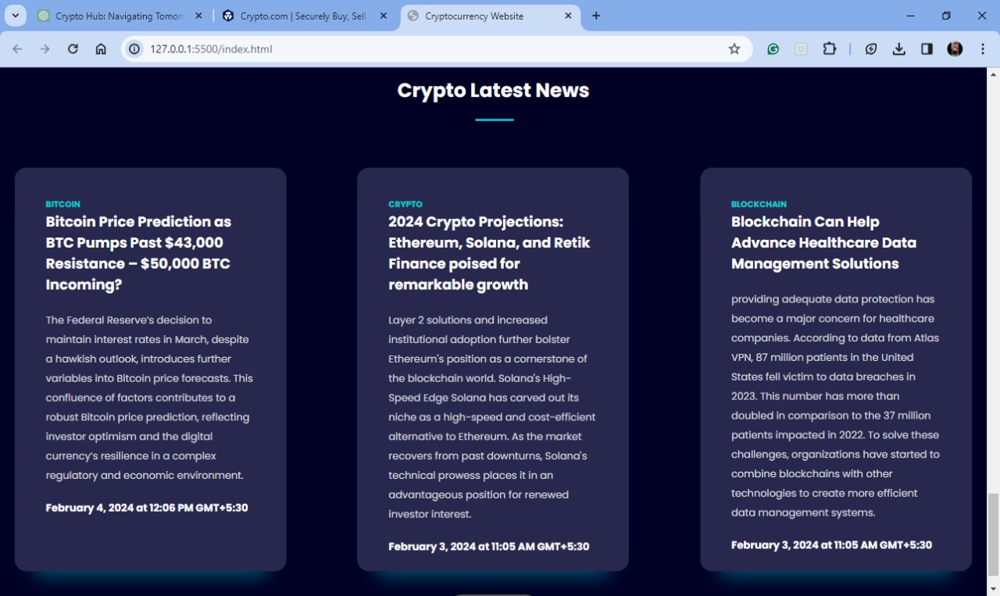 Crypto Hub: Navigating Tomorr
Crypto.com | Securely Buy, Sell
Cryptocurrency Website
127.0.0.1:5500/index.html
Crypto Latest News
BITCOIN
Bitcoin Price Prediction as
BTC Pumps Past $43,000
Resistance – $50,000 BTC
Incoming?
The Federal Reserve’s decision to
maintain interest rates in March, despite
a hawkish outlook, introduces further
variables into Bitcoin price forecasts. This
confluence of factors contributes to a
robust Bitcoin price prediction, reflecting
investor optimism and the digital
currency’s resilience in a complex
regulatory and economic environment.
February 4, 2024 at 12:06 PM GMT+5:30
CRYPTO
2024 Crypto Projections:
Ethereum, Solana, and Retik
Finance poised for
remarkable growth
Layer 2 solutions and increased
institutional adoption further bolster
Ethereum's position as a cornerstone of
the blockchain world. Solana's High-
Speed Edge Solana has carved out its
niche as a high-speed and cost-efficient
alternative to Ethereum. As the market
recovers from past downturns, Solana's
technical prowess places it in an
advantageous position for renewed
investor interest.
February 3, 2024 at 11:05 AM GMT+5:30
BLOCKCHAIN
Blockchain Can Help
Advance Healthcare Data
Management Solutions
providing adequate data protection has
become a major concern for healthcare
companies. According to data from Atlas
VPN, 87 million patients in the United
States fell victim to data breaches in
2023. This number has more than
doubled in comparison to the 37 million
patients impacted in 2022. To solve these
challenges, organizations have started to
combine blockchains with other
technologies to create more efficient
data management systems.
February 3, 2024 at 11:05 AM GMT+5:30